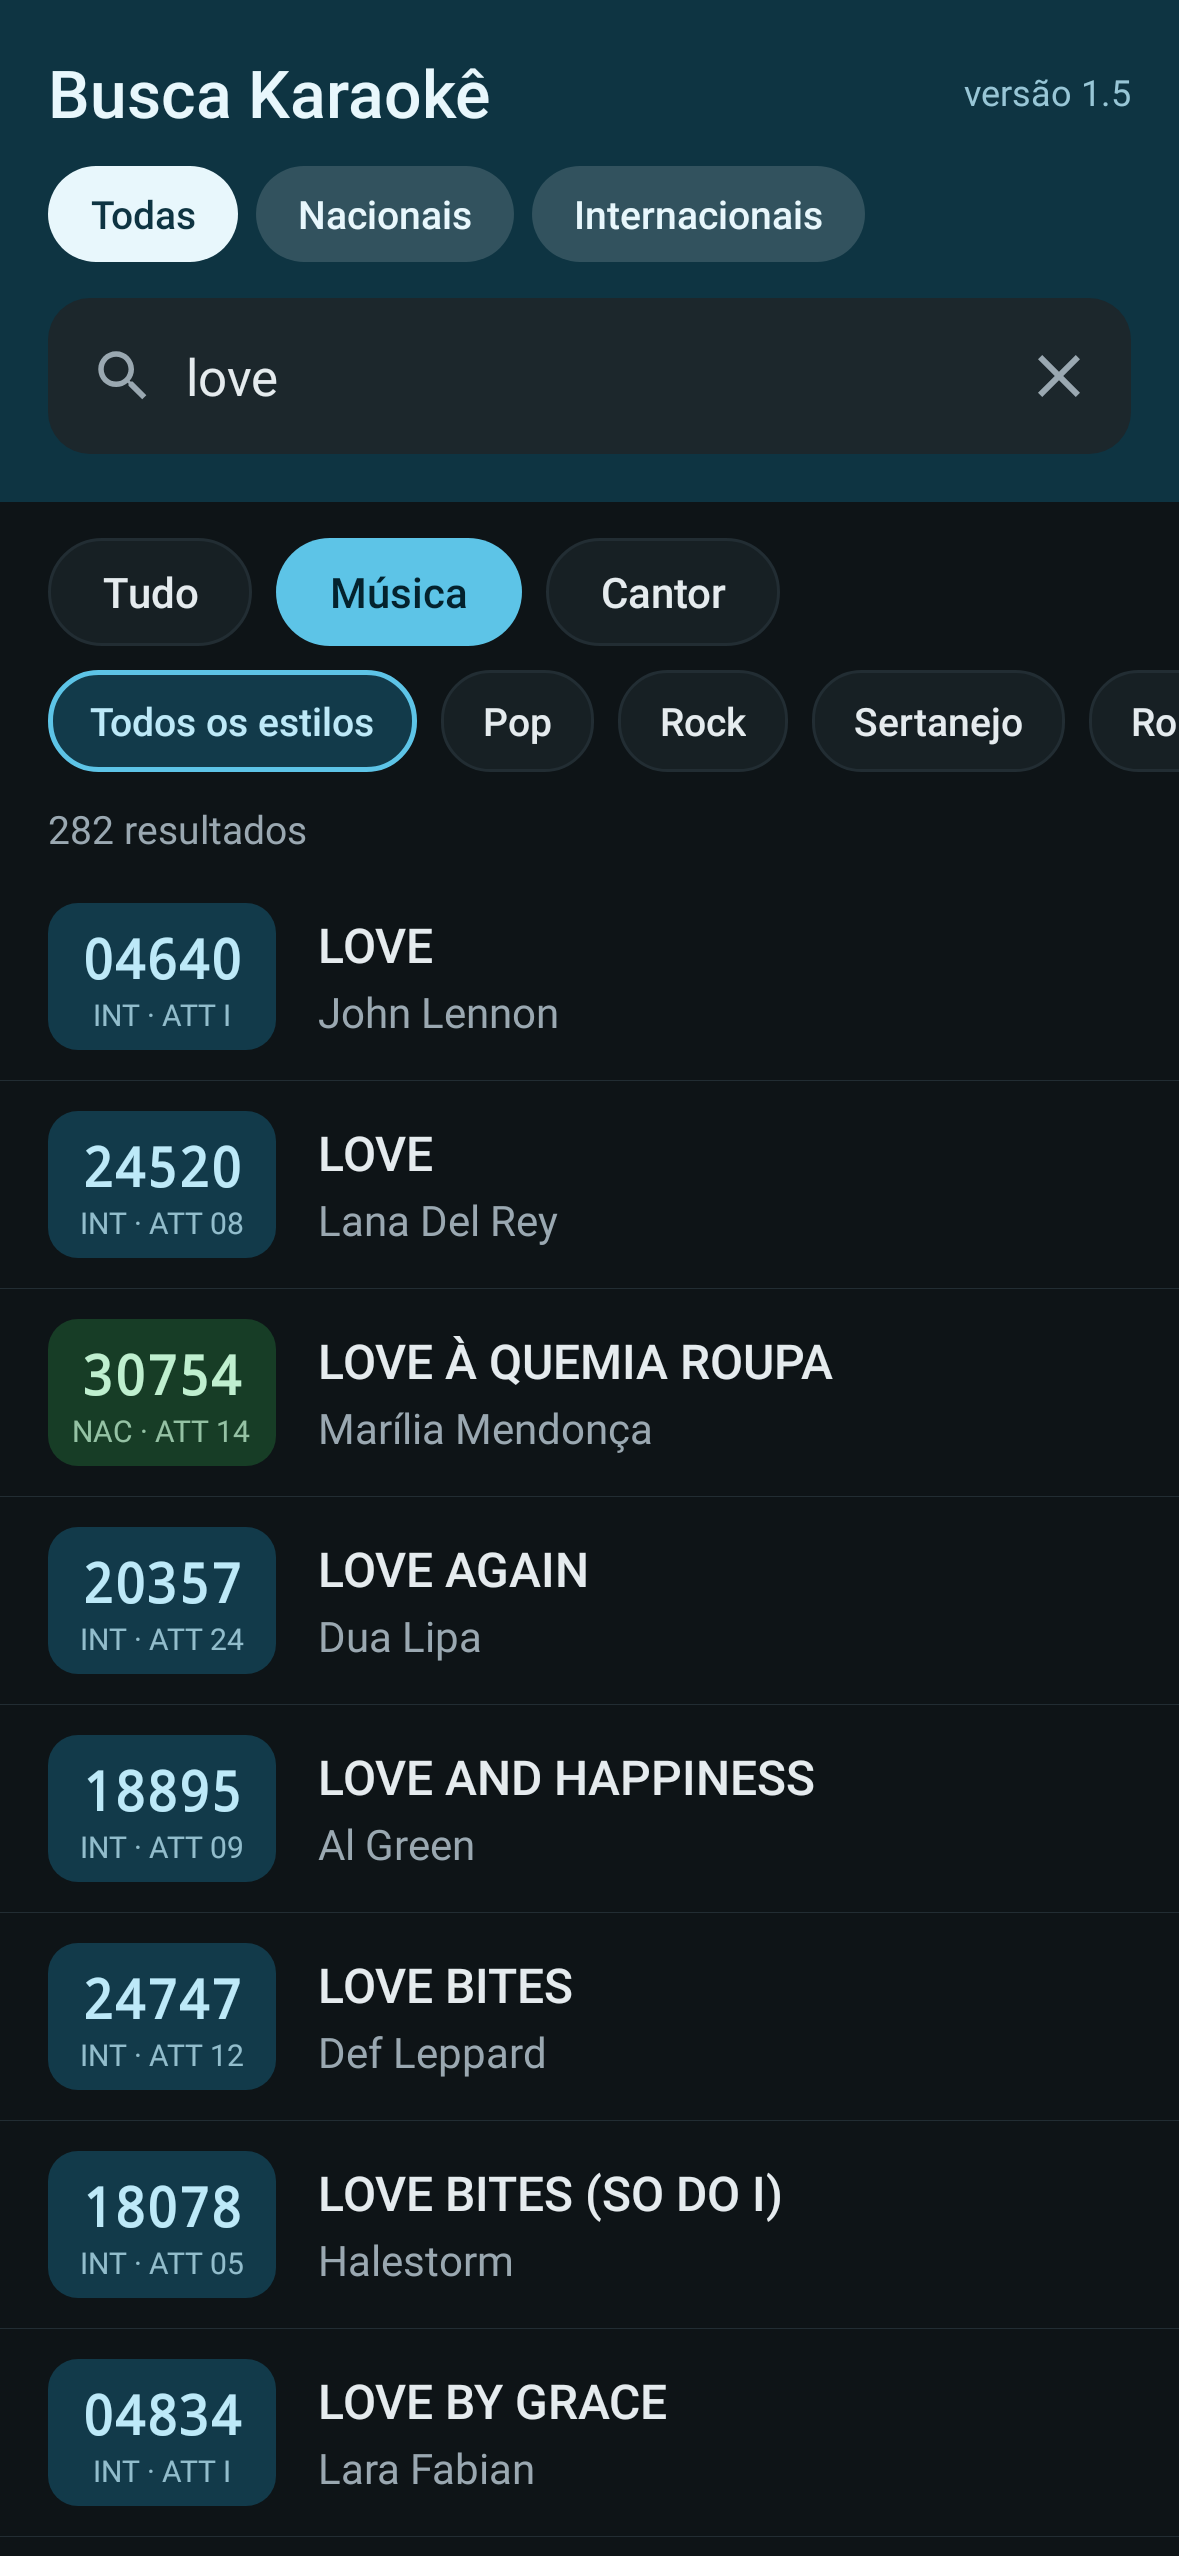 Busca Karaokê
versão 1.5
Todas
Nacionais
Internacionais
love
Tudo
Música
Cantor
Todos os estilos
Pop
Rock
Sertanejo
Ro
282 resultados
04640
INT · ATT I
LOVE
John Lennon
24520
INT · ATT 08
LOVE
Lana Del Rey
30754
NAC · ATT 14
LOVE À QUEMIA ROUPA
Marília Mendonça
20357
INT · ATT 24
LOVE AGAIN
Dua Lipa
18895
INT · ATT 09
LOVE AND HAPPINESS
Al Green
24747
INT · ATT 12
LOVE BITES
Def Leppard
18078
INT · ATT 05
LOVE BITES (SO DO I)
Halestorm
04834
INT · ATT I
LOVE BY GRACE
Lara Fabian